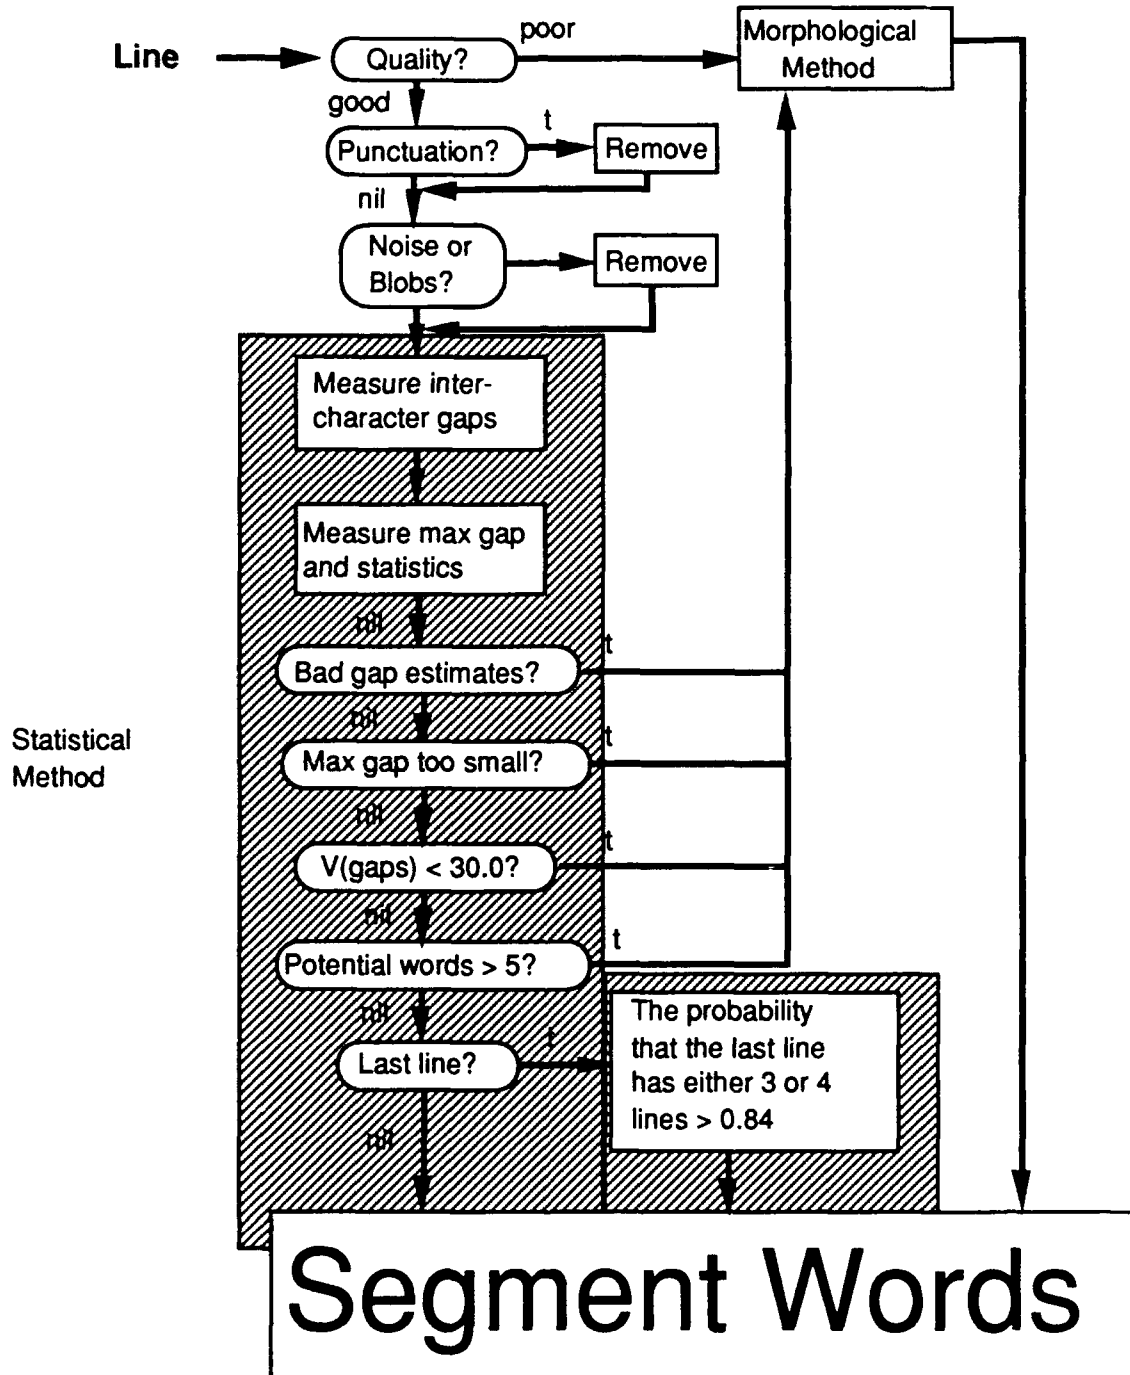 Line
Quality?
poor
Morphological
Method
good
Punctuation?
t
Remove
nil
Noise or
Blobs?
Remove
Measure inter-
character gaps
Measure max gap
and statistics
nil
Bad gap estimates?
t
nil
Statistical
Method
Max gap too small?
t
nil
V(gaps) < 30.0?
t
nil
Potential words > 5?
t
nil
Last line?
t
The probability
that the last line
has either 3 or 4
lines > 0.84
nil
Segment Words